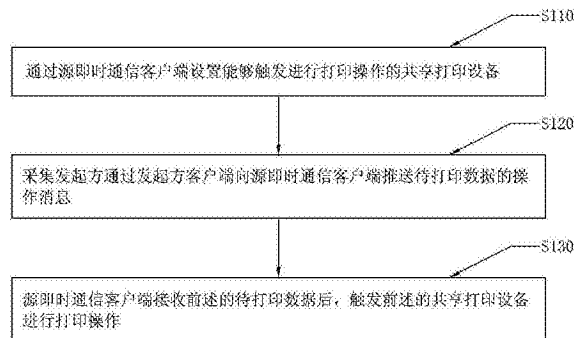 S110
通过源即时通信客户端设置能够触发进行打印操作的共享打印设备
S120
采集发起方通过发起方客户端向源即时通信客户端推送待打印数据的操
作消息
S130
源即时通信客户端接收前述的待打印数据后，触发前述的共享打印设备
进行打印操作